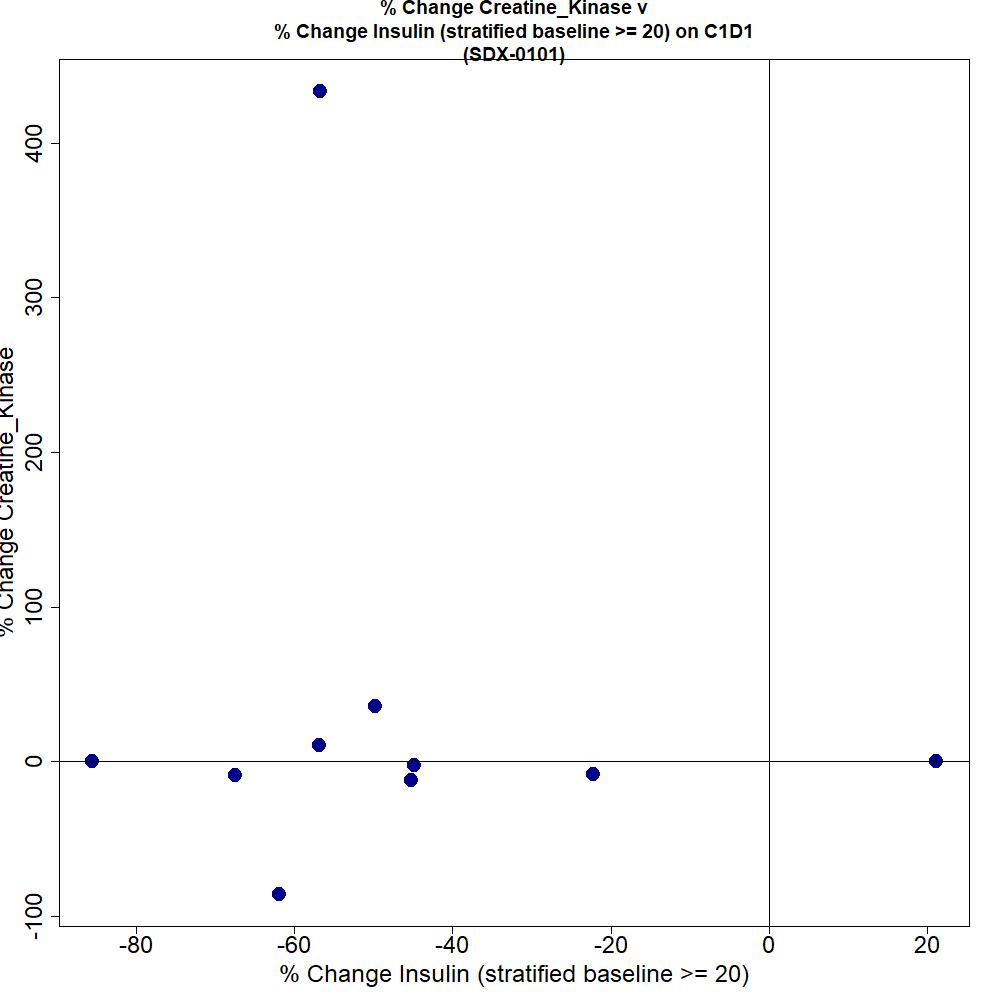 % Change Creatine_Kinase v
% Change Insulin (stratified baseline >= 20) on C1D1
(SDX-0101)
% Change Creatine_Kinase
400
300
200
100
0
-100
-80
-60
-40
-20
0
20
% Change Insulin (stratified baseline >= 20)